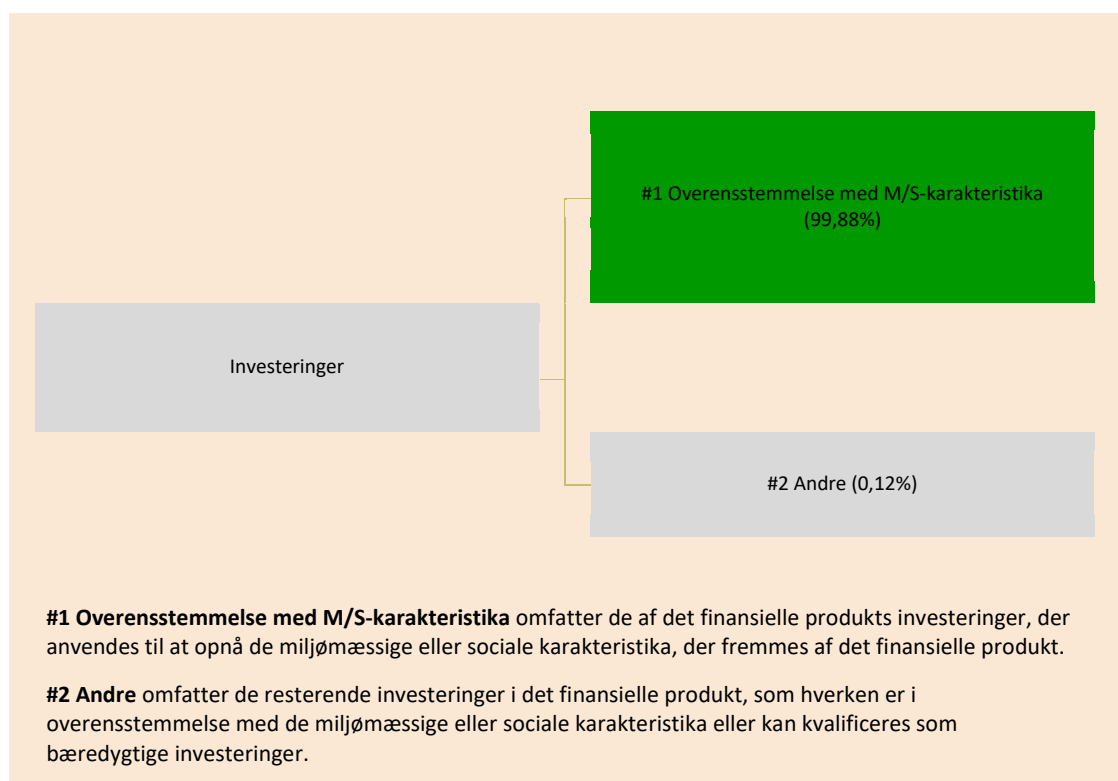 #1 Overensstemmelse med M/S-karakteristika
(99,88%)
Investeringer
#2 Andre (0,12%)
#1 Overensstemmelse med M/S-karakteristika omfatter de af det finansielle produkts investeringer, der
anvendes til at opnå de miljømæssige eller sociale karakteristika, der fremmes af det finansielle produkt.
#2 Andre omfatter de resterende investeringer i det finansielle produkt, som hverken er i
overensstemmelse med de miljømæssige eller sociale karakteristika eller kan kvalificeres som
bæredygtige investeringer.